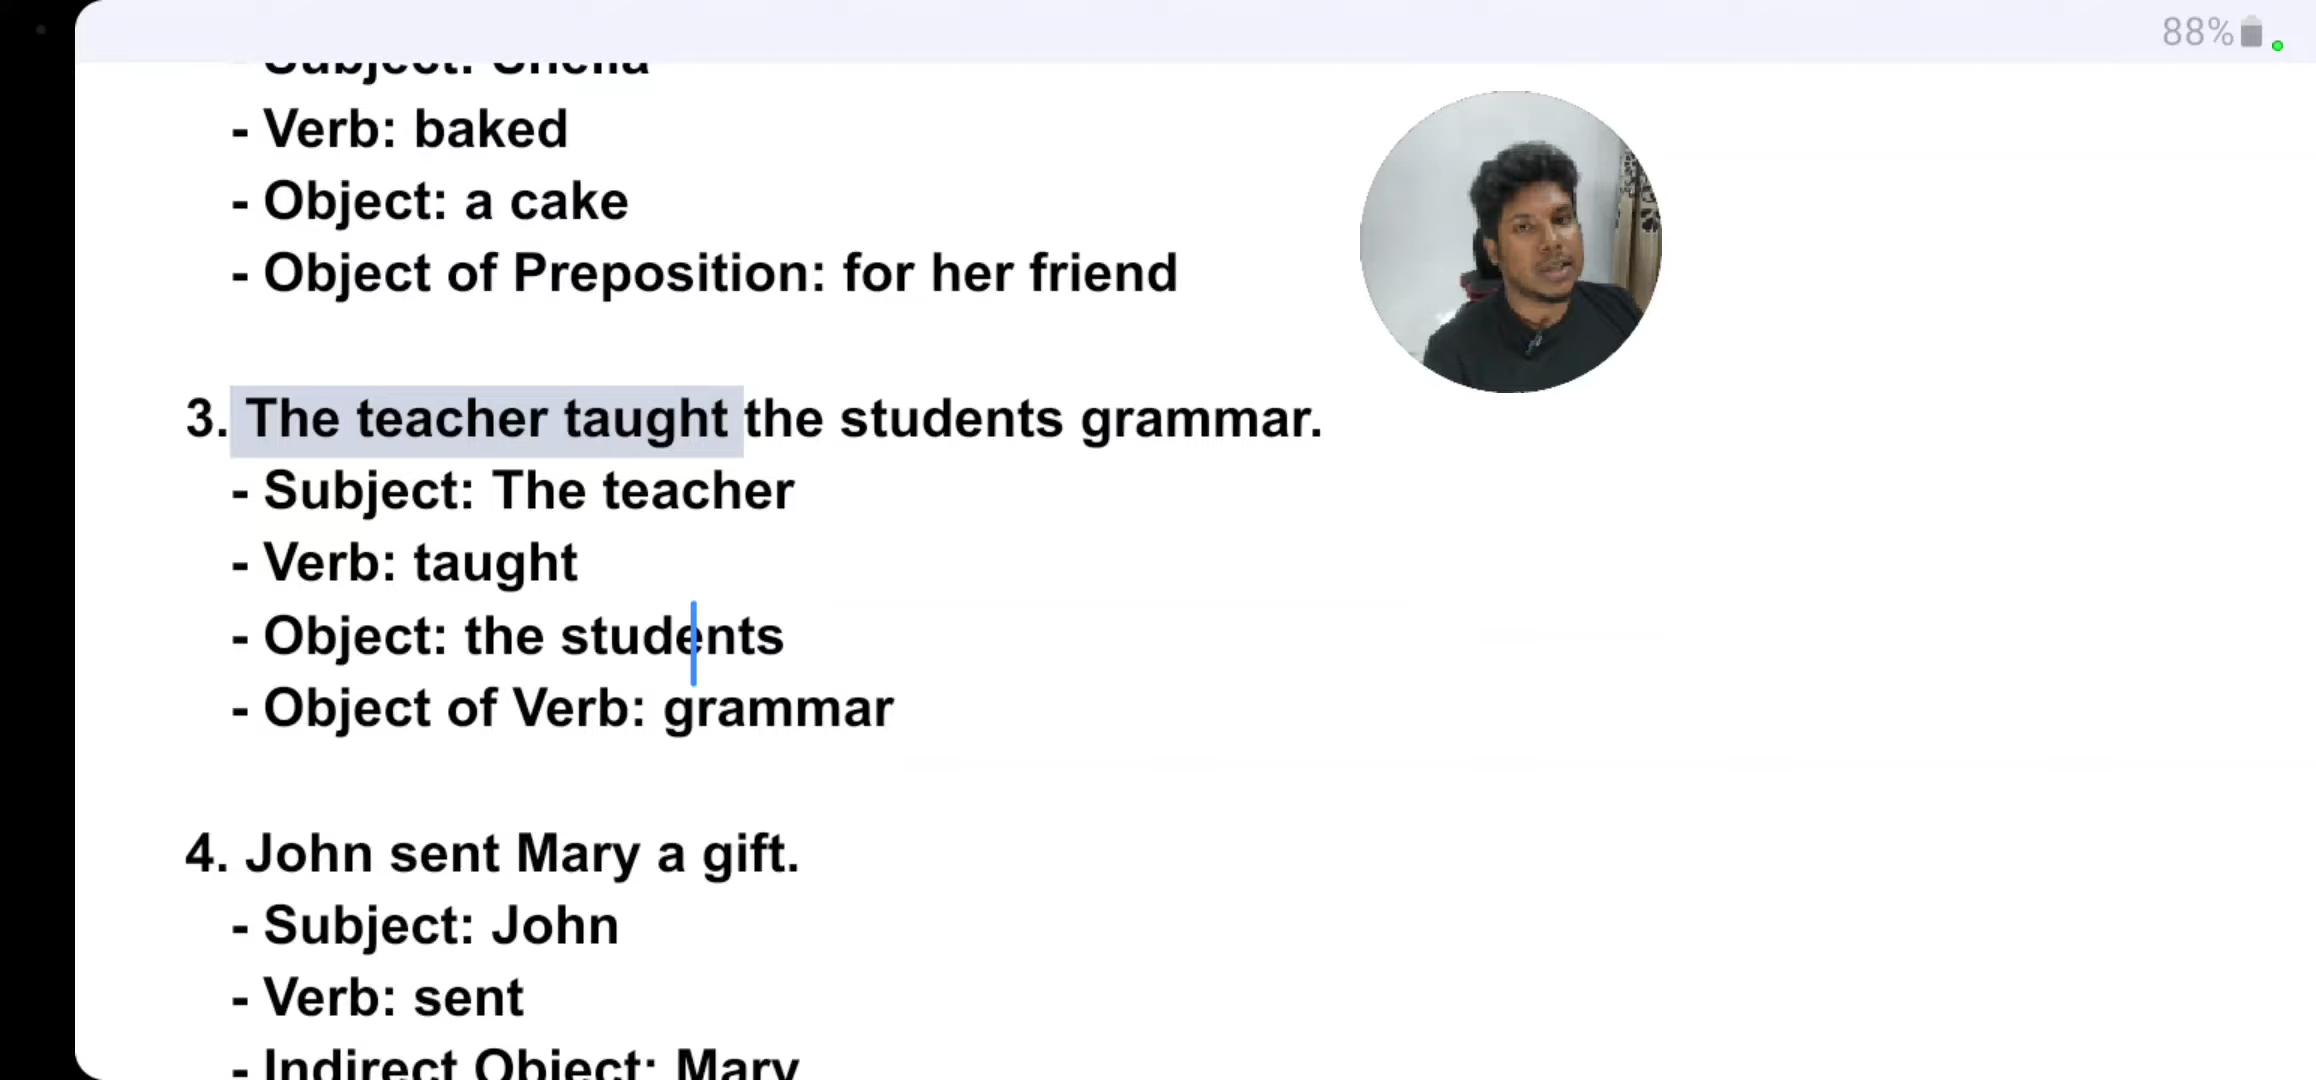 88%
- Subject: Sheila
- Verb: baked
- Object: a cake
- Object of Preposition: for her friend
3. The teacher taught the students grammar.
- Subject: The teacher
- Verb: taught
- Object: the students
- Object of Verb: grammar
4. John sent Mary a gift.
- Subject: John
- Verb: sent
- Indirect Object: Mary